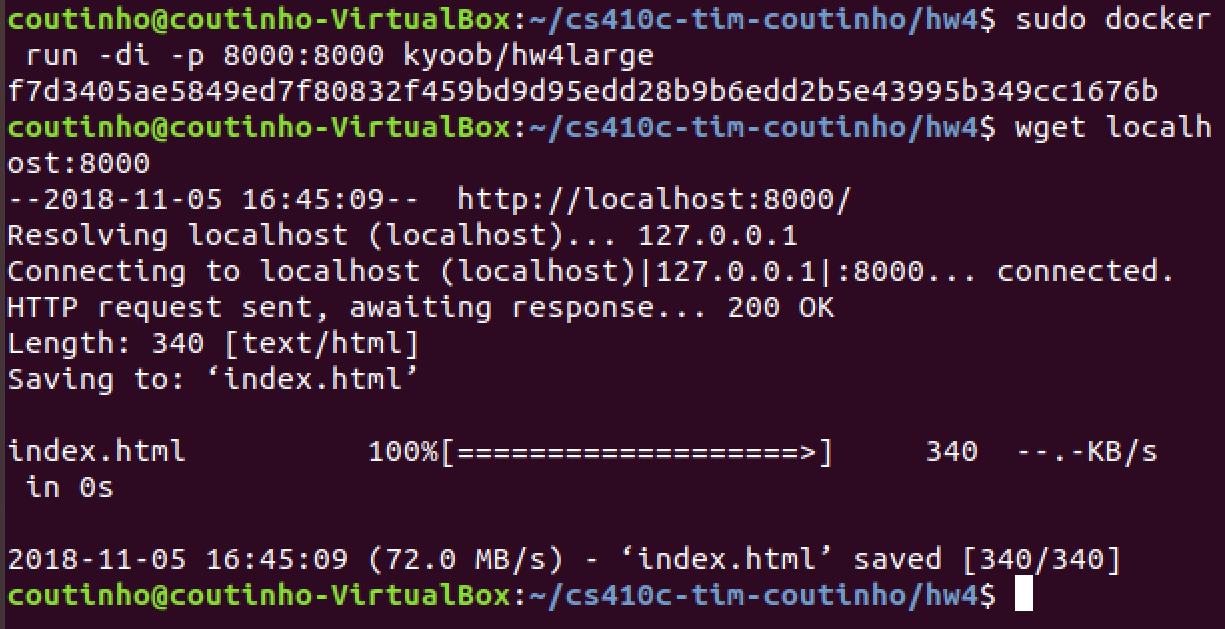 coutinho@coutinho-VirtualBox:~/cs410c-tim-coutinho/hw4$ sudo docker
 run -di -p 8000:8000 kyoob/hw4large
f7d3405ae5849ed7f80832f459bd9d95edd28b9b6edd2b5e43995b349cc1676b
coutinho@coutinho-VirtualBox:~/cs410c-tim-coutinho/hw4$ wget localh
ost:8000
--2018-11-05 16:45:09--  http://localhost:8000/
Resolving localhost (localhost)... 127.0.0.1
Connecting to localhost (localhost)|127.0.0.1|:8000... connected.
HTTP request sent, awaiting response... 200 OK
Length: 340 [text/html]
Saving to: ‘index.html’
index.html          100%[===================>]     340  --.-KB/s
 in 0s
2018-11-05 16:45:09 (72.0 MB/s) - ‘index.html’ saved [340/340]
coutinho@coutinho-VirtualBox:~/cs410c-tim-coutinho/hw4$